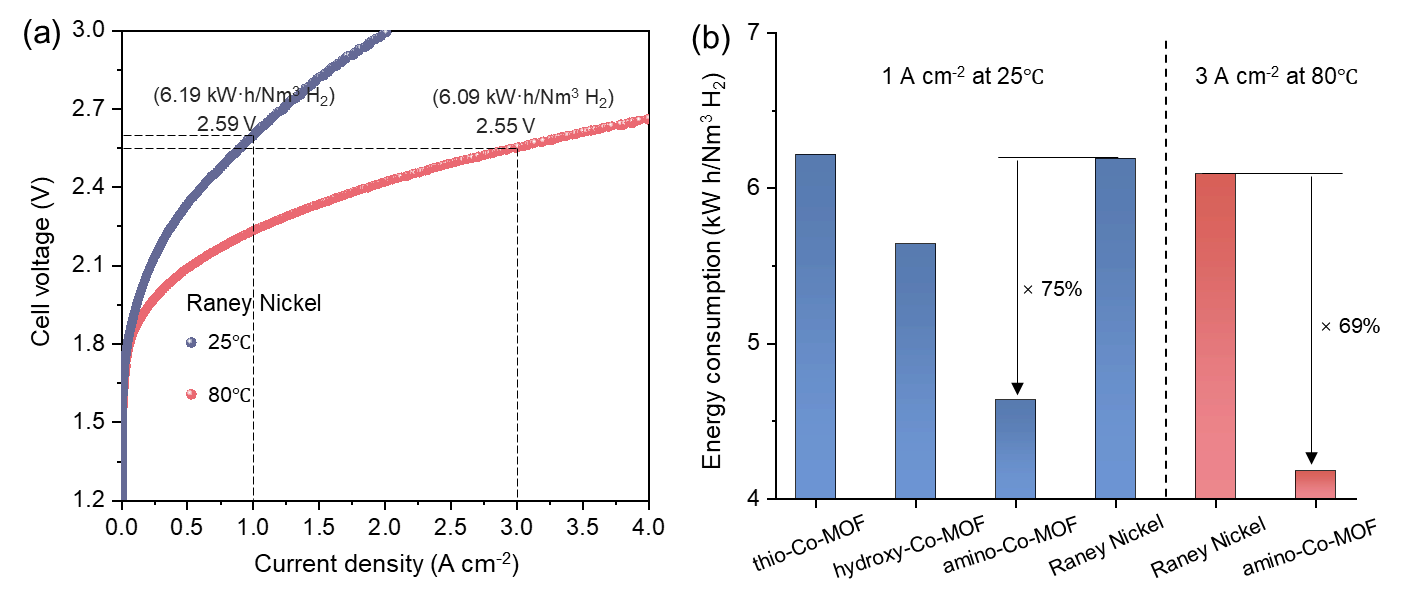 (a)
3.0
2.7
2.4
2.1
1.8
1.5
1.2
Cell voltage (V)
(6.19 kW·h/Nm³ H₂)
2.59 V
(6.09 kW·h/Nm³ H₂)
2.55 V
Raney Nickel
25℃
80℃
0.0 0.5 1.0 1.5 2.0 2.5 3.0 3.5 4.0
Current density (A cm⁻²)
(b)
7
6
5
4
Energy consumption (kW h/Nm³ H₂)
1 A cm⁻² at 25℃
3 A cm⁻² at 80℃
× 75%
× 69%
thio-Co-MOF
hydroxy-Co-MOF
amino-Co-MOF
Raney Nickel
Raney Nickel
amino-Co-MOF